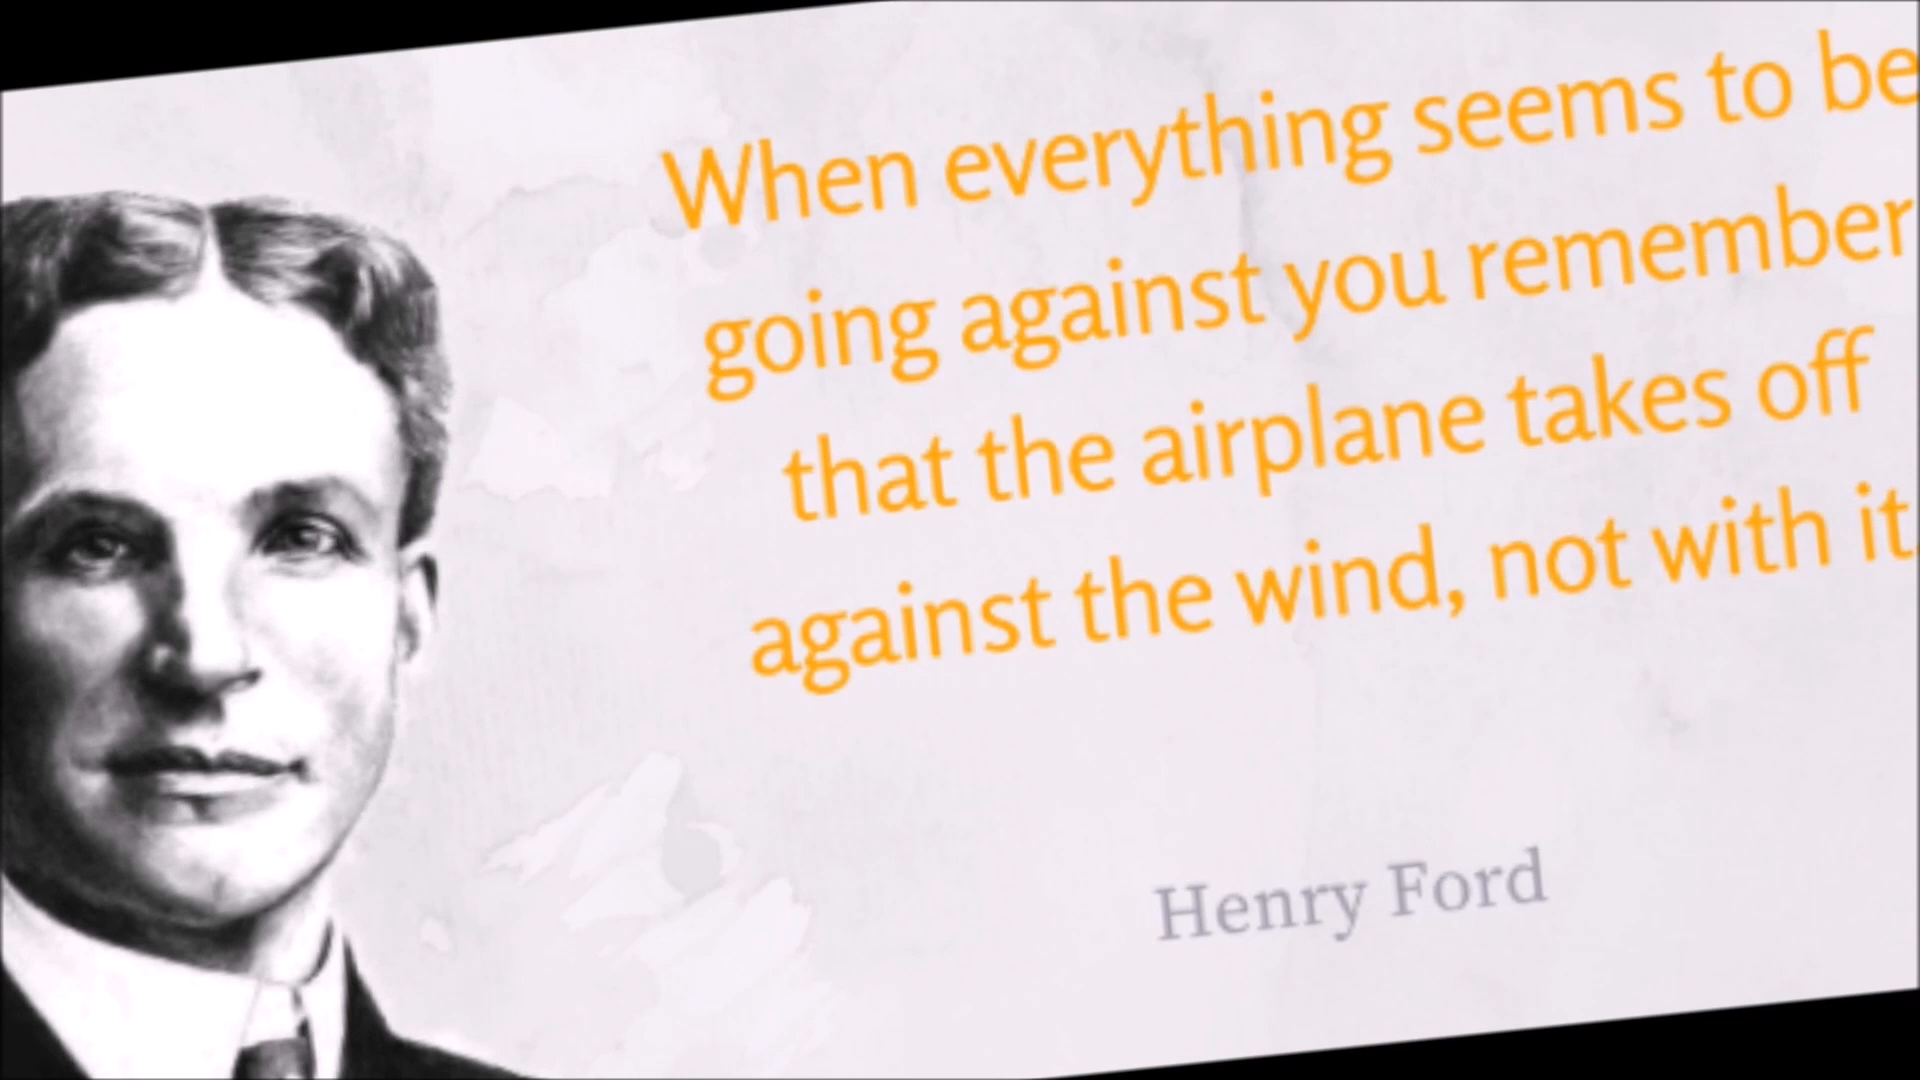 When everything seems to be
going against you remember
that the airplane takes off
against the wind, not with it
Henry Ford